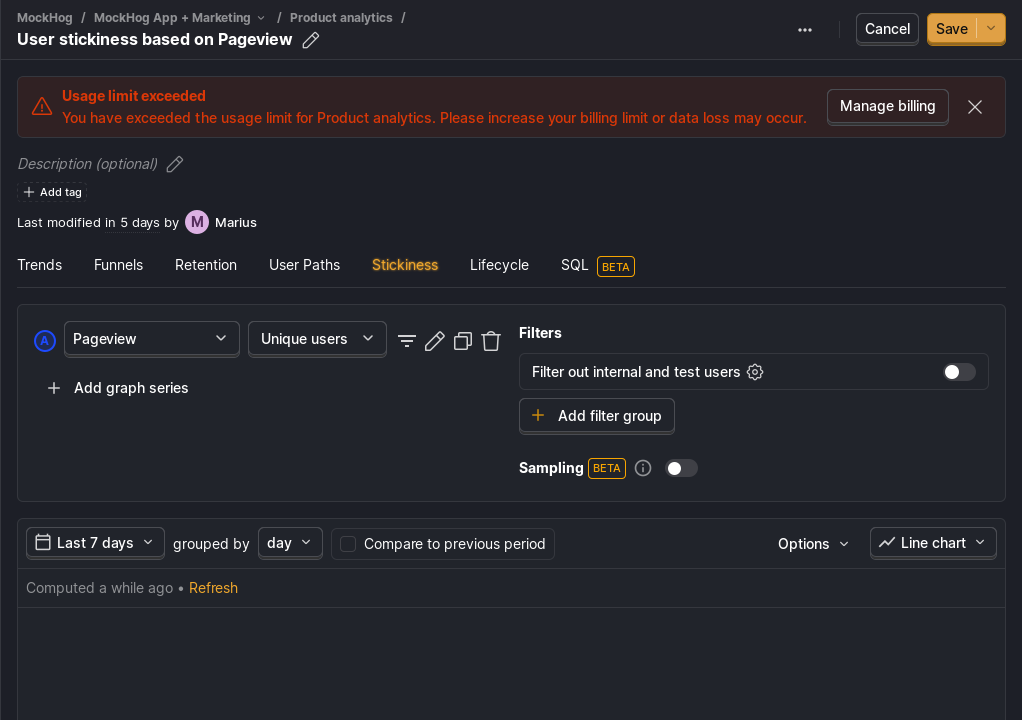 MockHog / MockHog App + Marketing / Product analytics /
User stickiness based on Pageview
Cancel
Save
Usage limit exceeded
You have exceeded the usage limit for Product analytics. Please increase your billing limit or data loss may occur.
Manage billing
Description (optional)
Add tag
Last modified in 5 days by M Marius
Trends Funnels Retention User Paths Stickiness Lifecycle SQL BETA
A Pageview Unique users
Add graph series
Filters
Filter out internal and test users
Add filter group
Sampling BETA
Last 7 days grouped by day Compare to previous period Options Line chart
Computed a while ago • Refresh